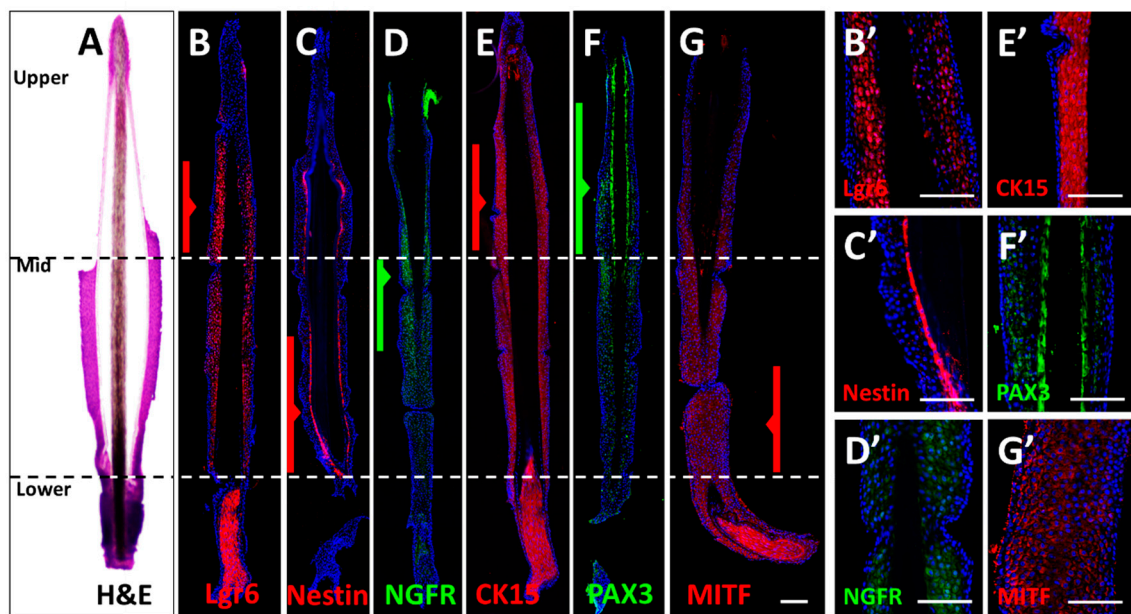 A
B
C
D
E
F
G
Upper
Mid
Lower
H&E
Lgr6
Nestin
NGFR
CK15
PAX3
MITF
B’
Lgr6
E’
CK15
C’
Nestin
F’
PAX3
D’
NGFR
G’
MITF